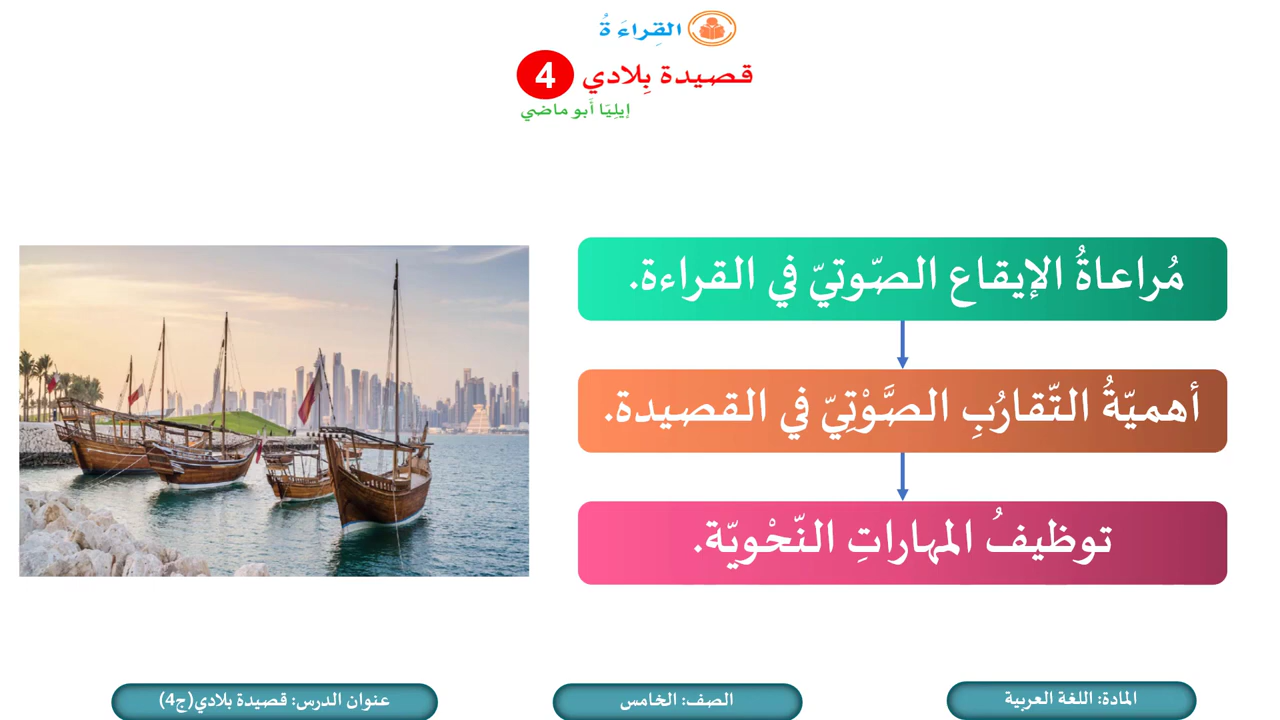 القِراءَ ةُ
قصيدة بِلادي 4
إيلِيَا أَبو ماضي
مُراعاةُ الإيقاع الصّوتيّ في القراءة.
أهميّةُ التّقارُبِ الصَّوْتِيّ في القصيدة.
توظيفُ المهاراتِ النّحْويّة.
المادة: اللغة العربية
الصف: الخامس
عنوان الدرس: قصيدة بلادي(ج4)